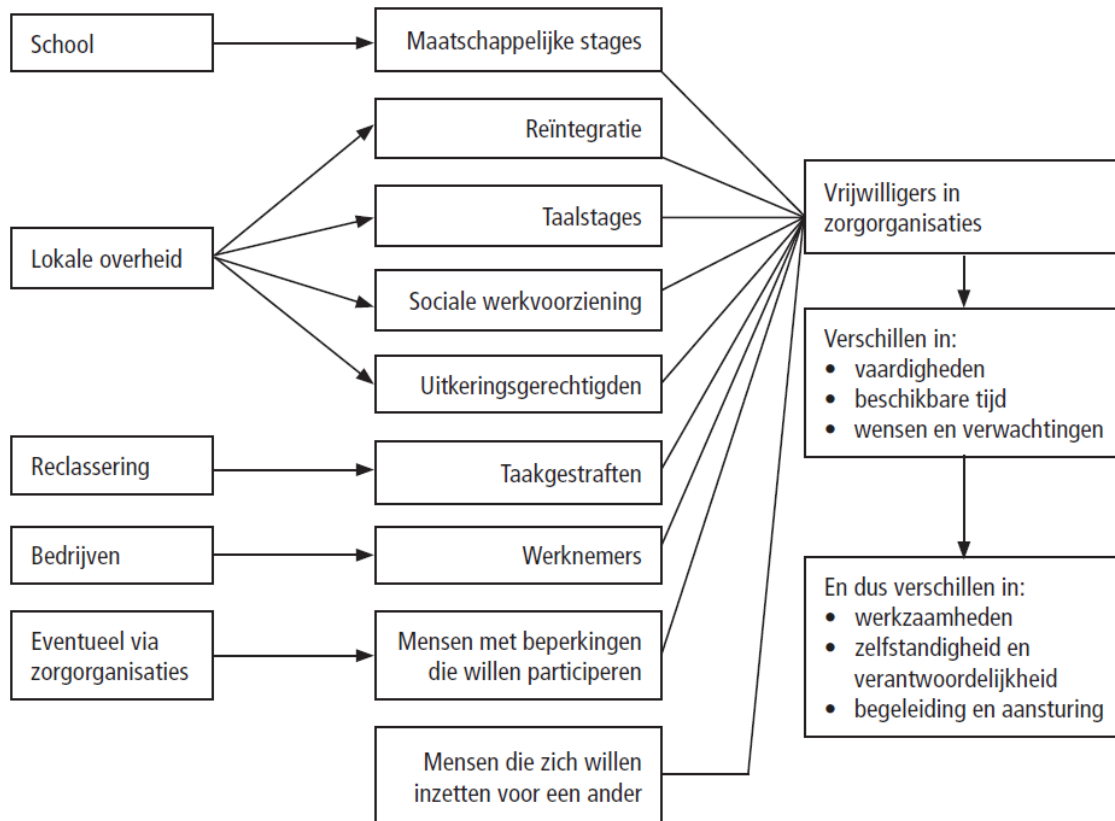 School
Maatschappelijke stages
Reïntegratie
Taalstages
Lokale overheid
Sociale werkvoorziening
Uitkeringsgerechtigden
Reclassering
Taakgestraften
Bedrijven
Werknemers
Eventueel via
zorgorganisaties
Mensen met beperkingen
die willen participeren
Mensen die zich willen
inzetten voor een ander
Vrijwilligers in
zorgorganisaties
Verschillen in:
• vaardigheden
• beschikbare tijd
• wensen en verwachtingen
En dus verschillen in:
• werkzaamheden
• zelfstandigheid en
verantwoordelijkheid
• begeleiding en aansturing